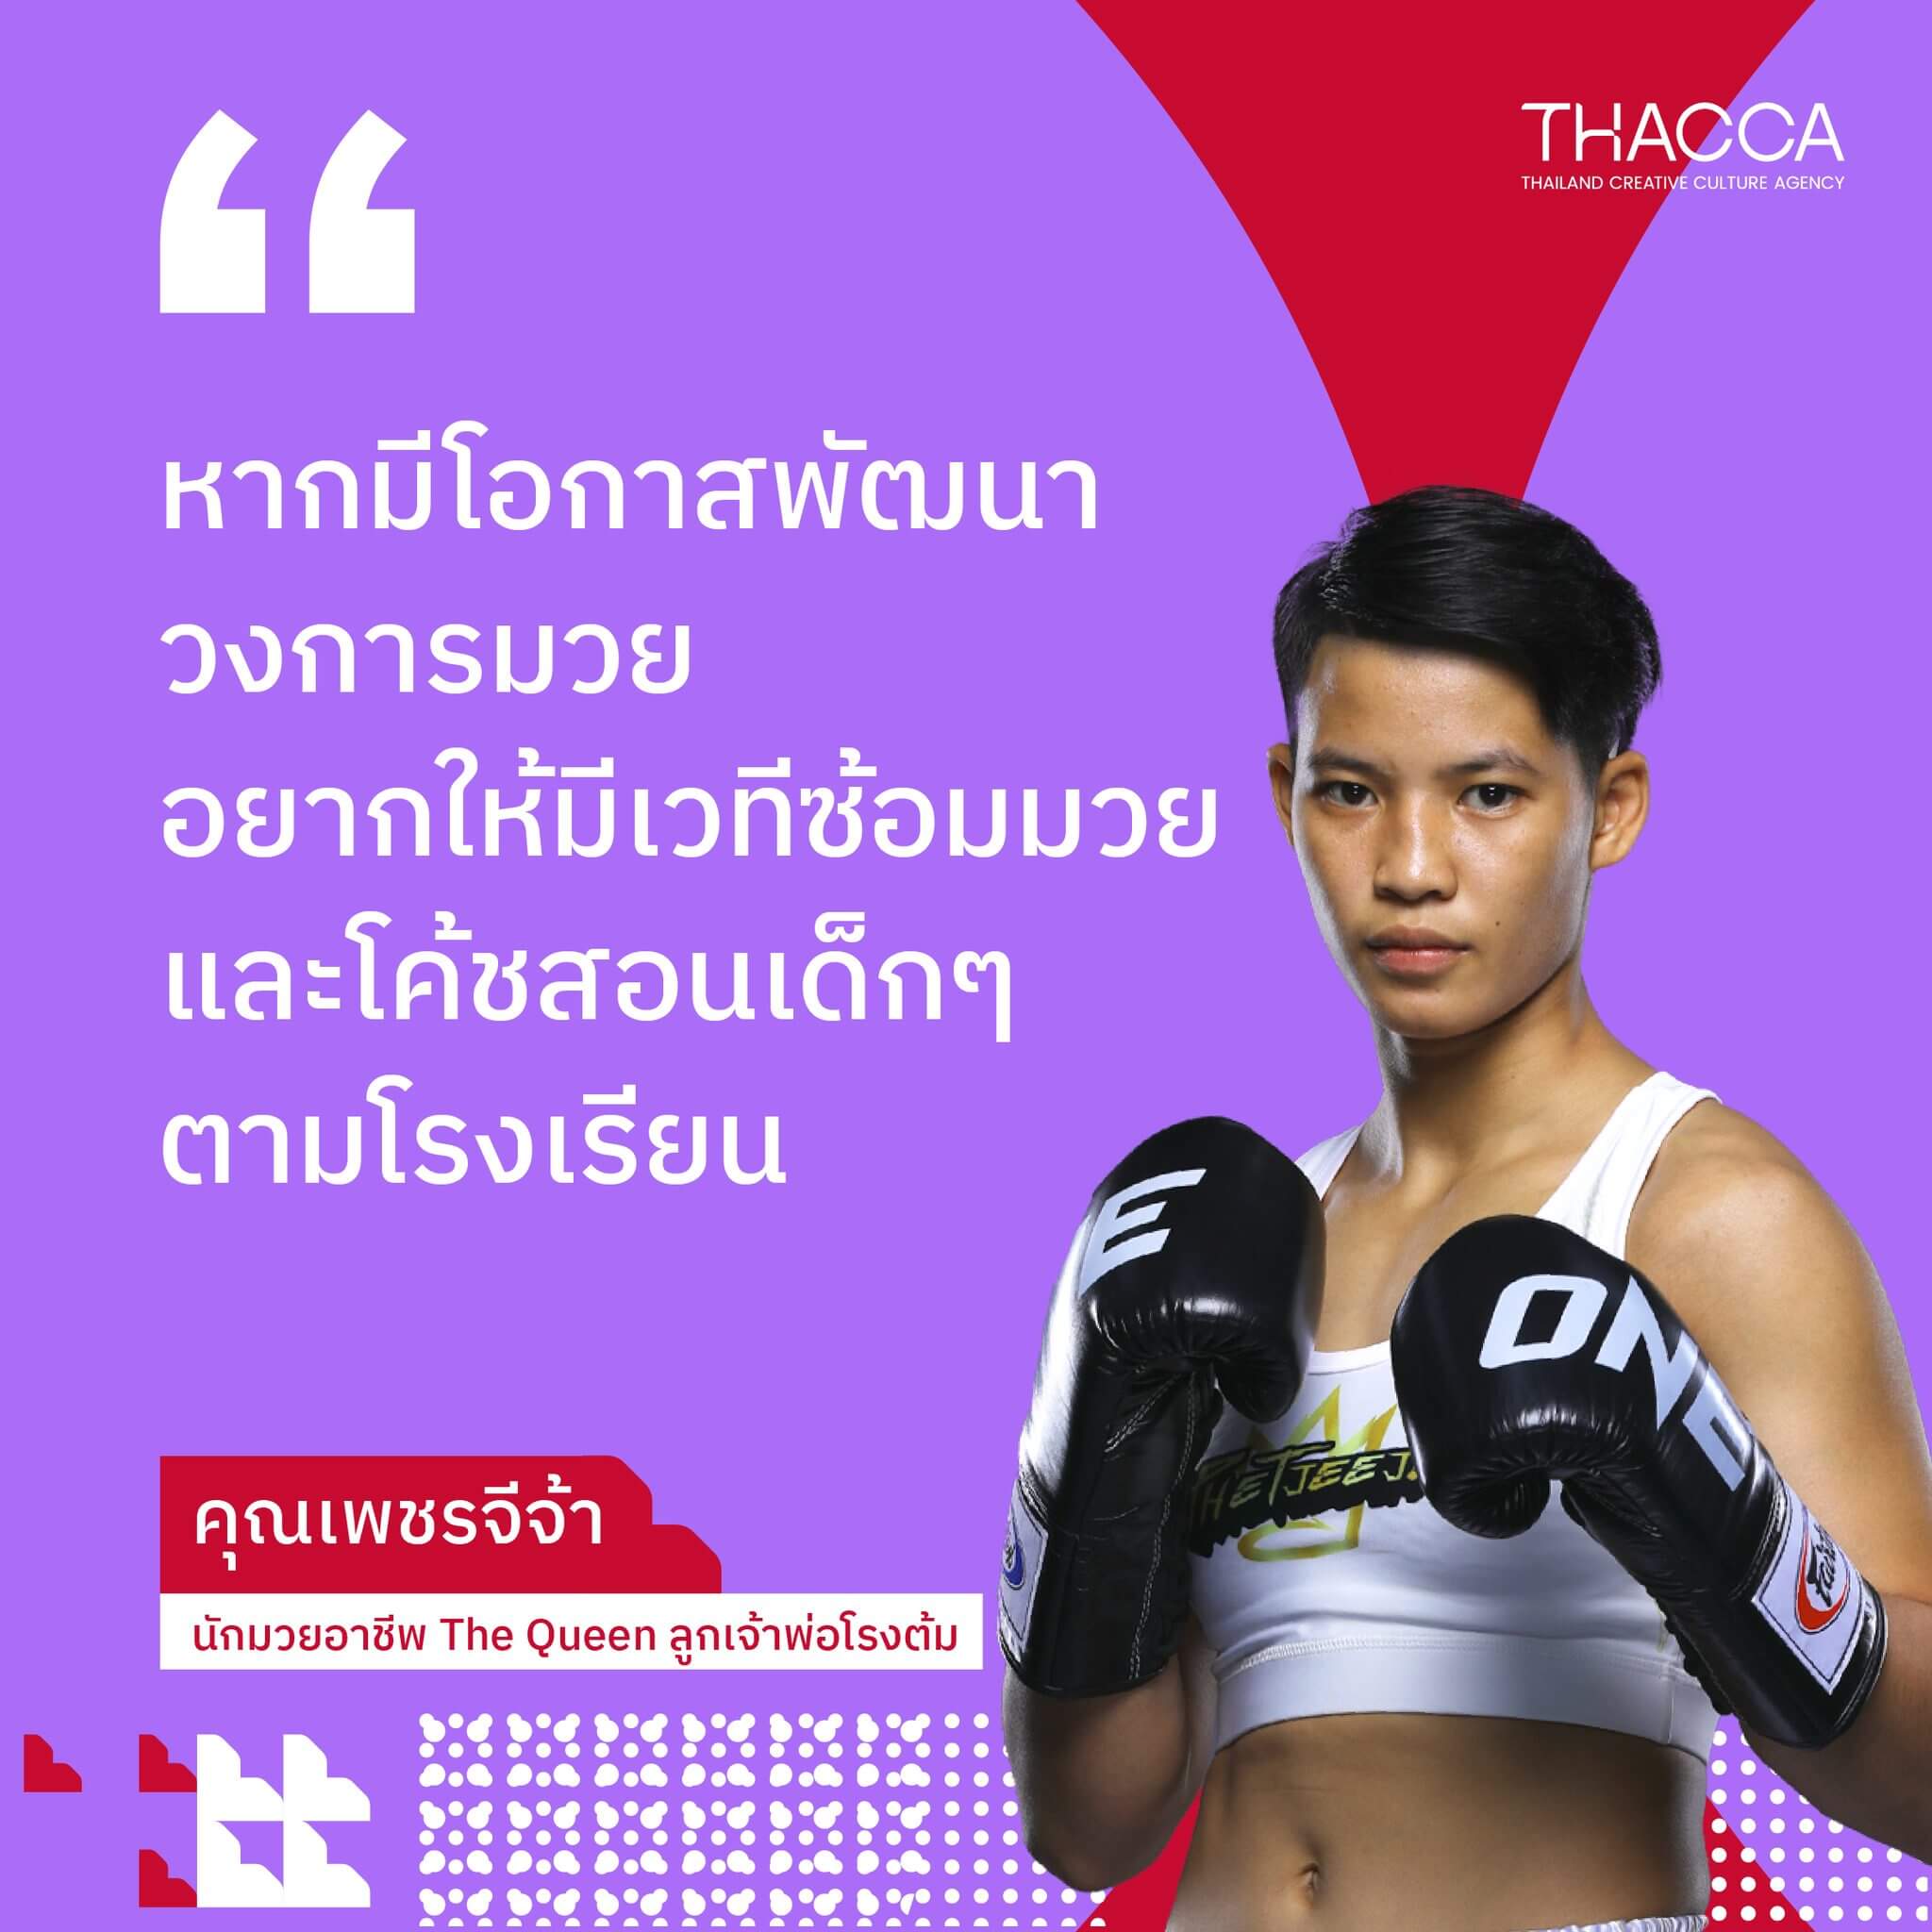 THACCA
THAILAND CREATIVE CULTURE AGENCY
“
หากมีโอกาสพัฒนา
วงการมวย
อยากให้มีเวทีซ้อมมวย
และโค้ชสอนเด็กๆ
ตามโรงเรียน
E
ONE
PHETJEEJ
Fairtex
คุณเพชรจีจ้า
นักมวยอาชีพ The Queen ลูกเจ้าพ่อโรงต้ม